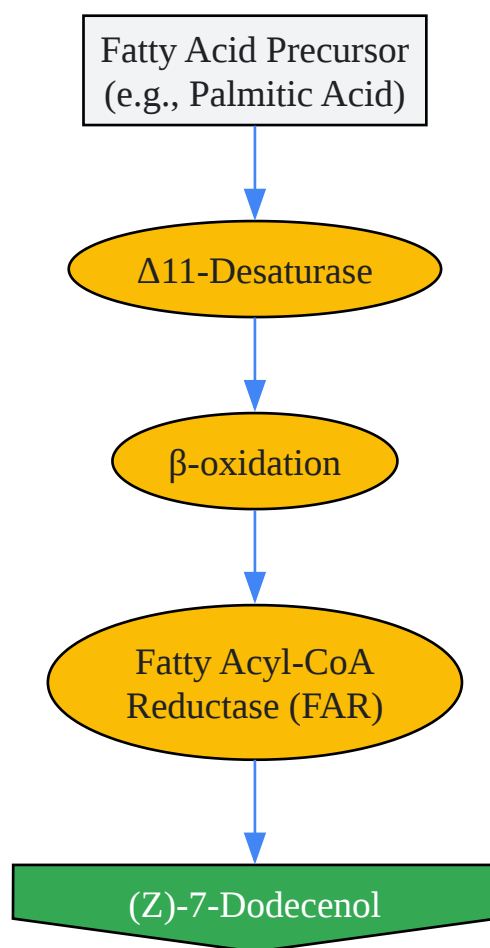 Fatty Acid Precursor
(e.g., Palmitic Acid)
Δ11-Desaturase
β-oxidation
Fatty Acyl-CoA
Reductase (FAR)
(Z)-7-Dodecenol